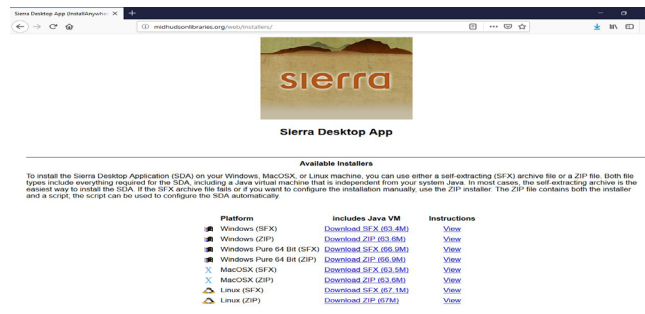 Sierra Desktop App (InstallAnywhere
midhudsonlibraries.org/web/installers/
sierra
Sierra Desktop App
Available Installers
To install the Sierra Desktop Application (SDA) on your Windows, MacOSX, or Linux machine, you can use either a self-extracting (SFX) archive file or a ZIP file. Both file
types include everything required for the SDA, including a Java virtual machine that is independent from your system Java. In most cases, the self-extracting archive is the
easiest way to install the SDA. If the SFX archive file fails or if you want to configure the installation manually, use the ZIP installer. The ZIP file contains both the installer
and a script; the script can be used to configure the SDA automatically.
Platform includes Java VM Instructions
Windows (SFX) Download SFX (63.4M) View
Windows (ZIP) Download ZIP (63.6M) View
Windows Pure 64 Bit (SFX) Download SFX (66.9M) View
Windows Pure 64 Bit (ZIP) Download ZIP (66.9M) View
MacOSX (SFX) Download SFX (63.5M) View
MacOSX (ZIP) Download ZIP (63.6M) View
Linux (SFX) Download SFX (67.1M) View
Linux (ZIP) Download ZIP (67M) View